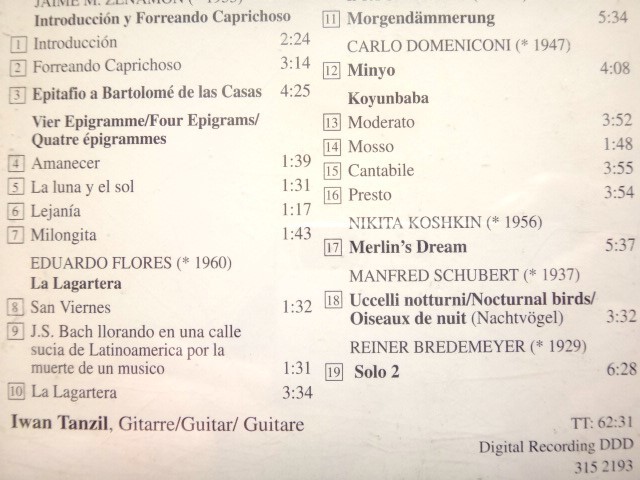 JAIME M. ZENAMON (* 1953)
Introducción y Forreando Caprichoso
1 Introducción 2:24
2 Forreando Caprichoso 3:14
3 Epitafio a Bartolomé de las Casas 4:25
Vier Epigramme/Four Epigrams/
Quatre épigrammes
4 Amanecer 1:39
5 La luna y el sol 1:31
6 Lejanía 1:17
7 Milongita 1:43
EDUARDO FLORES (* 1960)
La Lagartera
8 San Viernes 1:32
9 J.S. Bach llorando en una calle
sucia de Latinoamerica por la
muerte de un musico 1:31
10 La Lagartera 3:34
11 Morgendämmerung 5:34
CARLO DOMENICONI (* 1947)
12 Minyo 4:08
Koyunbaba
13 Moderato 3:52
14 Mosso 1:48
15 Cantabile 3:55
16 Presto 3:54
NIKITA KOSHKIN (* 1956)
17 Merlin's Dream 5:37
MANFRED SCHUBERT (* 1937)
18 Uccelli notturni/Nocturnal birds/
Oiseaux de nuit (Nachtvögel) 3:32
REINER BREDEMEYER (* 1929)
19 Solo 2 6:28
Iwan Tanzil, Gitarre/Guitar/ Guitare
TT: 62:31
Digital Recording DDD
315 2193